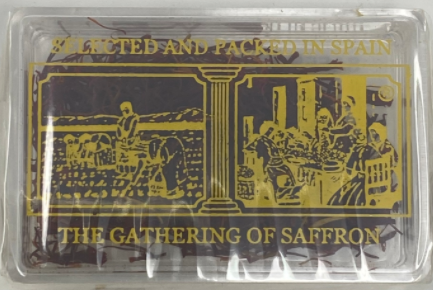 SELECTED AND PACKED IN SPAIN
THE GATHERING OF SAFFRON